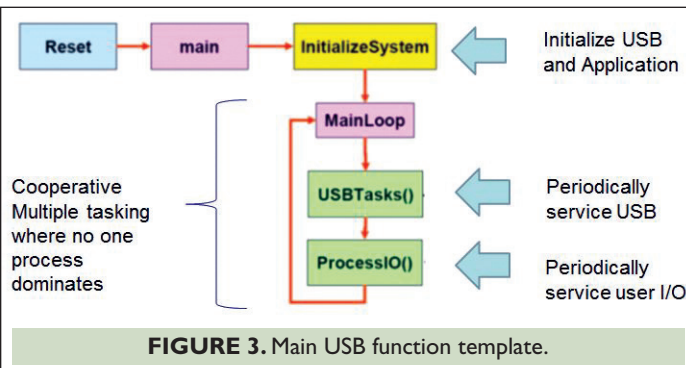 Reset
main
InitializeSystem
Initialize USB
and Application
MainLoop
Cooperative
Multiple tasking
where no one
process
dominates
USBTasks()
Periodically
service USB
ProcessIO()
Periodically
service user I/O
FIGURE 3. Main USB function template.